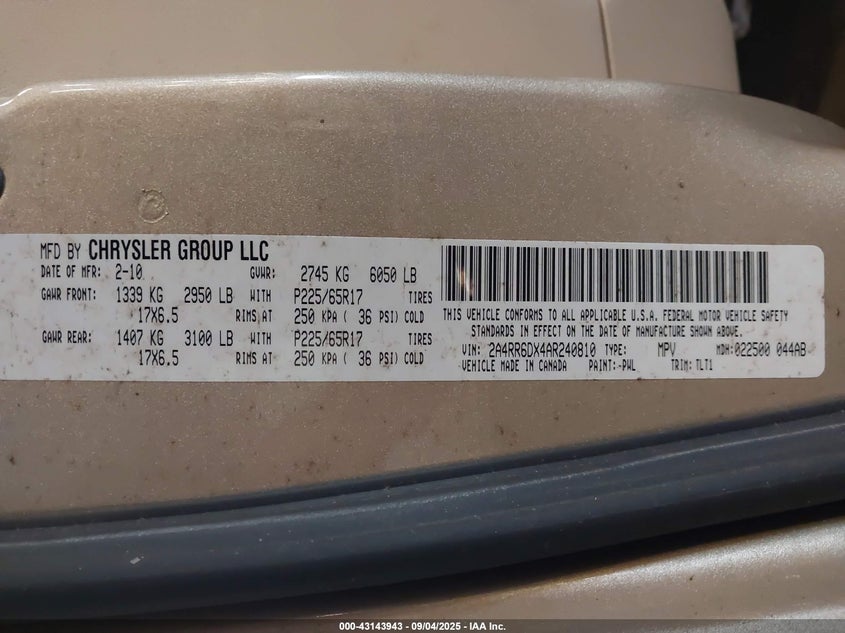 MFD BY CHRYSLER GROUP LLC
DATE OF MFR: 2-10 GVWR: 2745 KG 6050 LB
GAWR FRONT: 1339 KG 2950 LB WITH P225/65R17 TIRES
17X6.5 RIMS AT 250 KPA ( 36 PSI) COLD
GAWR REAR: 1407 KG 3100 LB WITH P225/65R17 TIRES
17X6.5 RIMS AT 250 KPA ( 36 PSI) COLD
THIS VEHICLE CONFORMS TO ALL APPLICABLE U.S.A. FEDERAL MOTOR VEHICLE SAFETY
STANDARDS IN EFFECT ON THE DATE OF MANUFACTURE SHOWN ABOVE.
VIN: 2A4RR6DX4AR240810 TYPE: MPV MDH: 022500 044AB
VEHICLE MADE IN CANADA PAINT: -PWL TRIM: TLT1
000-43143943 - 09/04/2025 - IAA Inc.